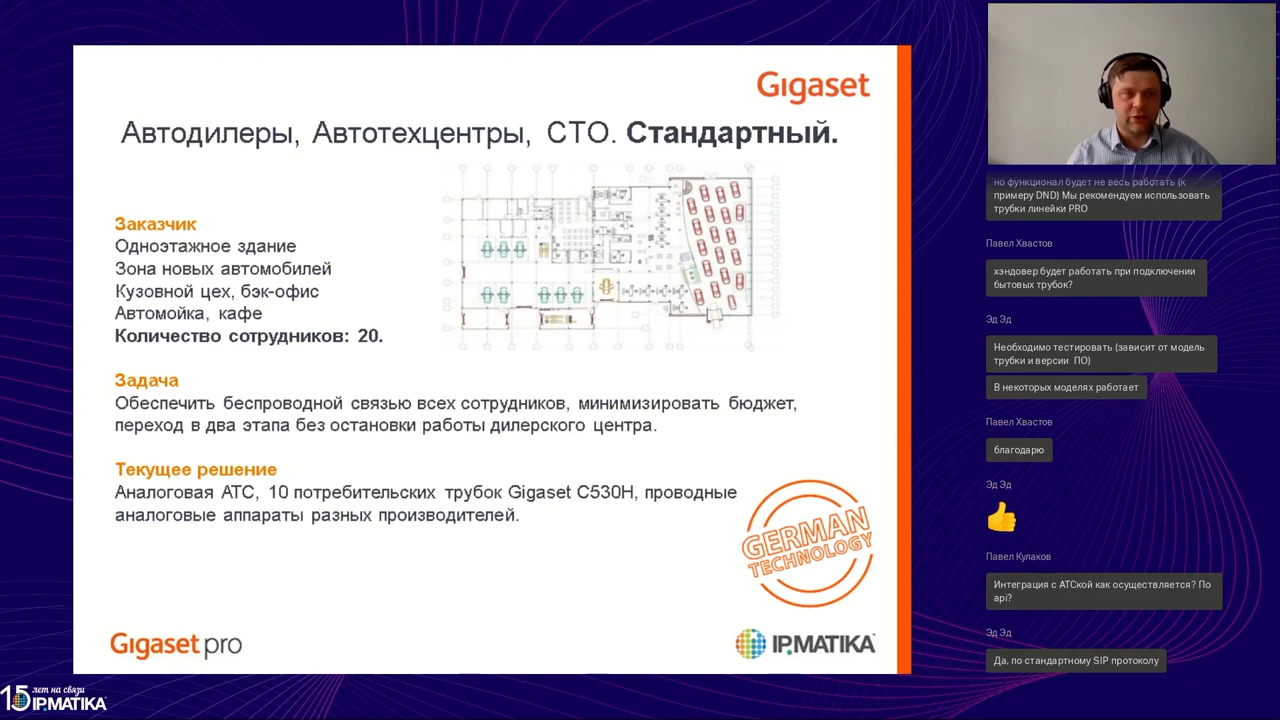 Gigaset
Автодилеры, Автотехцентры, СТО. Стандартный.
Заказчик
Одноэтажное здание
Зона новых автомобилей
Кузовной цех, бэк-офис
Автомойка, кафе
Количество сотрудников: 20.
Задача
Обеспечить беспроводной связью всех сотрудников, минимизировать бюджет,
переход в два этапа без остановки работы дилерского центра.
Текущее решение
Аналоговая АТС, 10 потребительских трубок Gigaset C530H, проводные
аналоговые аппараты разных производителей.
GERMAN
TECHNOLOGY
Gigaset pro
IPMATIKA
15 лет на связи
IPMATIKA
но функционал будет не весь работать (к
примеру DND) Мы рекомендуем использовать
трубки линейки PRO
Павел Хвастов
хэндовер будет работать при подключении
бытовых трубок?
Эд Эд
Необходимо тестировать (зависит от модель
трубки и версии ПО)
В некоторых моделях работает
Павел Хвастов
благодарю
Эд Эд
Павел Кулаков
Интеграция с АТСкой как осуществляется? По
api?
Эд Эд
Да, по стандартному SIP протоколу